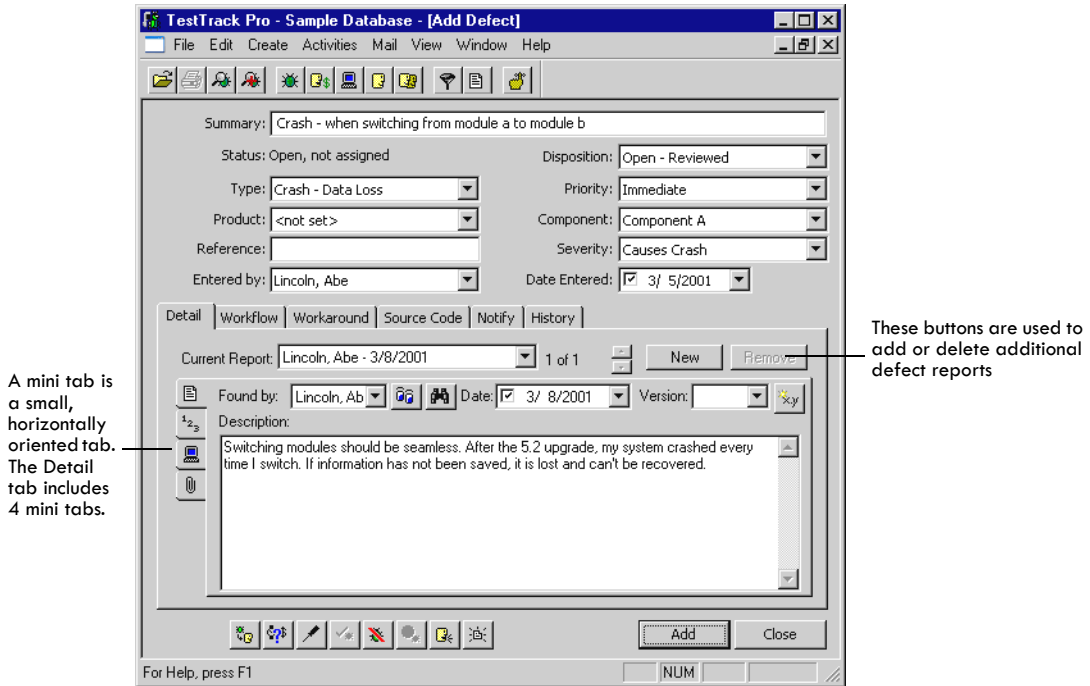 TestTrack Pro - Sample Database - [Add Defect]
File Edit Create Activities Mail View Window Help
Summary: Crash - when switching from module a to module b
Status: Open, not assigned
Disposition: Open - Reviewed
Type: Crash - Data Loss
Priority: Immediate
Product: <not set>
Component: Component A
Reference:
Severity: Causes Crash
Entered by: Lincoln, Abe
Date Entered: 3/ 5/2001
Detail Workflow Workaround Source Code Notify History
Current Report: Lincoln, Abe - 3/8/2001 1 of 1 New Remove
Found by: Lincoln, Ab Date: 3/ 8/2001 Version: x.y
1 2 3
Description:
Switching modules should be seamless. After the 5.2 upgrade, my system crashed every
time I switch. If information has not been saved, it is lost and can't be recovered.
Add Close
For Help, press F1 NUM
A mini tab is
a small,
horizontally
oriented tab.
The Detail
tab includes
4 mini tabs.
These buttons are used to
add or delete additional
defect reports